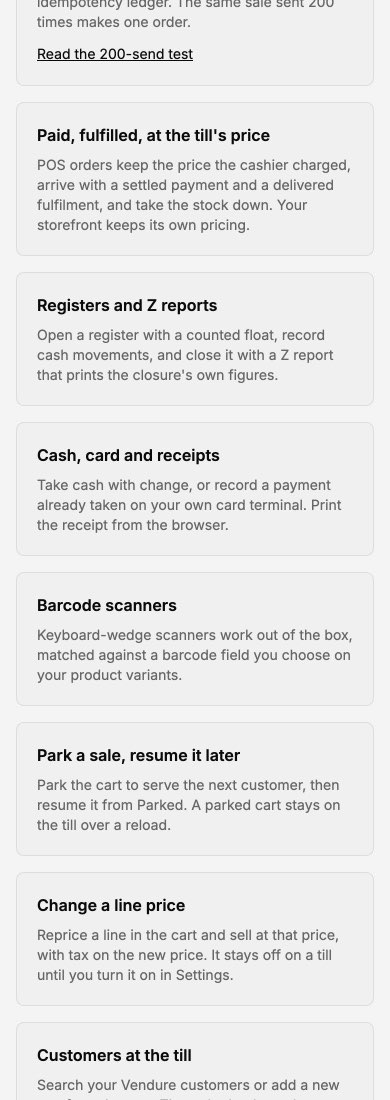 idempotency ledger. The same sale sent 200
times makes one order.
Read the 200-send test
Paid, fulfilled, at the till's price
POS orders keep the price the cashier charged,
arrive with a settled payment and a delivered
fulfilment, and take the stock down. Your
storefront keeps its own pricing.
Registers and Z reports
Open a register with a counted float, record
cash movements, and close it with a Z report
that prints the closure's own figures.
Cash, card and receipts
Take cash with change, or record a payment
already taken on your own card terminal. Print
the receipt from the browser.
Barcode scanners
Keyboard-wedge scanners work out of the box,
matched against a barcode field you choose on
your product variants.
Park a sale, resume it later
Park the cart to serve the next customer, then
resume it from Parked. A parked cart stays on
the till over a reload.
Change a line price
Reprice a line in the cart and sell at that price,
with tax on the new price. It stays off on a till
until you turn it on in Settings.
Customers at the till
Search your Vendure customers or add a new